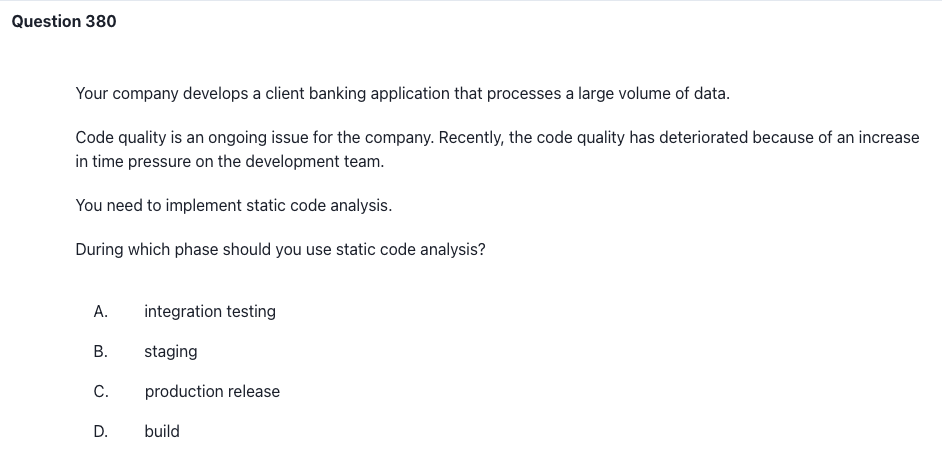 Question 380
Your company develops a client banking application that processes a large volume of data.
Code quality is an ongoing issue for the company. Recently, the code quality has deteriorated because of an increase
in time pressure on the development team.
You need to implement static code analysis.
During which phase should you use static code analysis?
A. integration testing
B. staging
C. production release
D. build